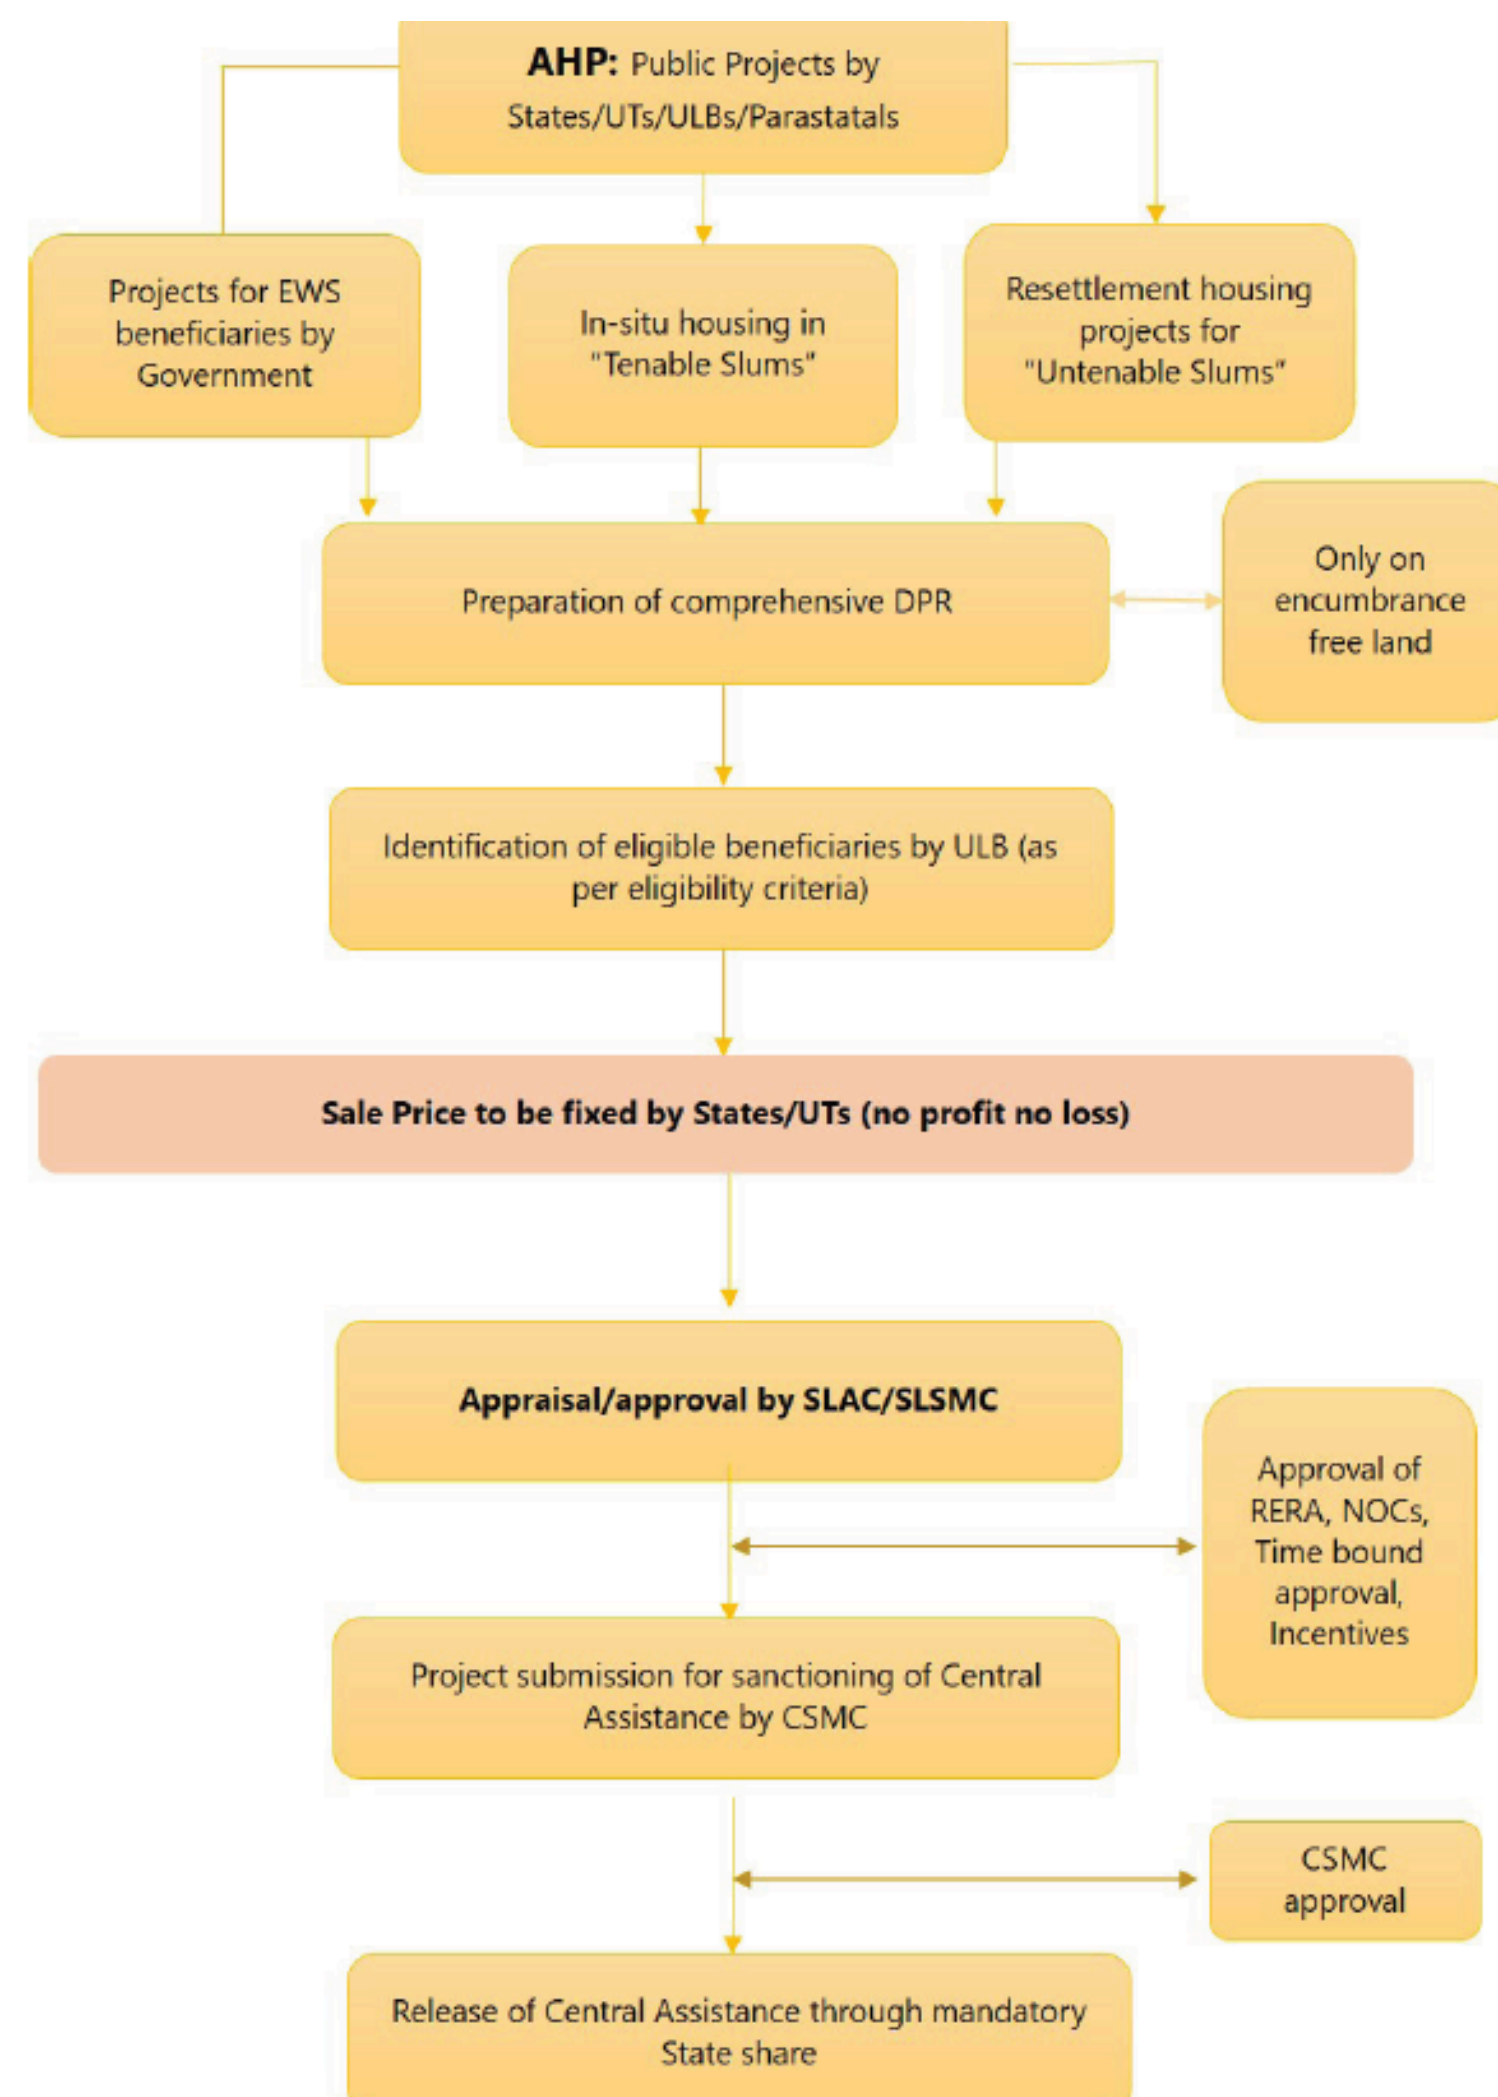 AHP: Public Projects by
States/UTs/ULBs/Parastatals
Projects for EWS
beneficiaries by
Government
In-situ housing in
"Tenable Slums"
Resettlement housing
projects for
"Untenable Slums"
Preparation of comprehensive DPR
Only on
encumbrance
free land
Identification of eligible beneficiaries by ULB (as
per eligibility criteria)
Sale Price to be fixed by States/UTs (no profit no loss)
Appraisal/approval by SLAC/SLSMC
Approval of
RERA, NOCs,
Time bound
approval,
Incentives
Project submission for sanctioning of Central
Assistance by CSMC
CSMC
approval
Release of Central Assistance through mandatory
State share